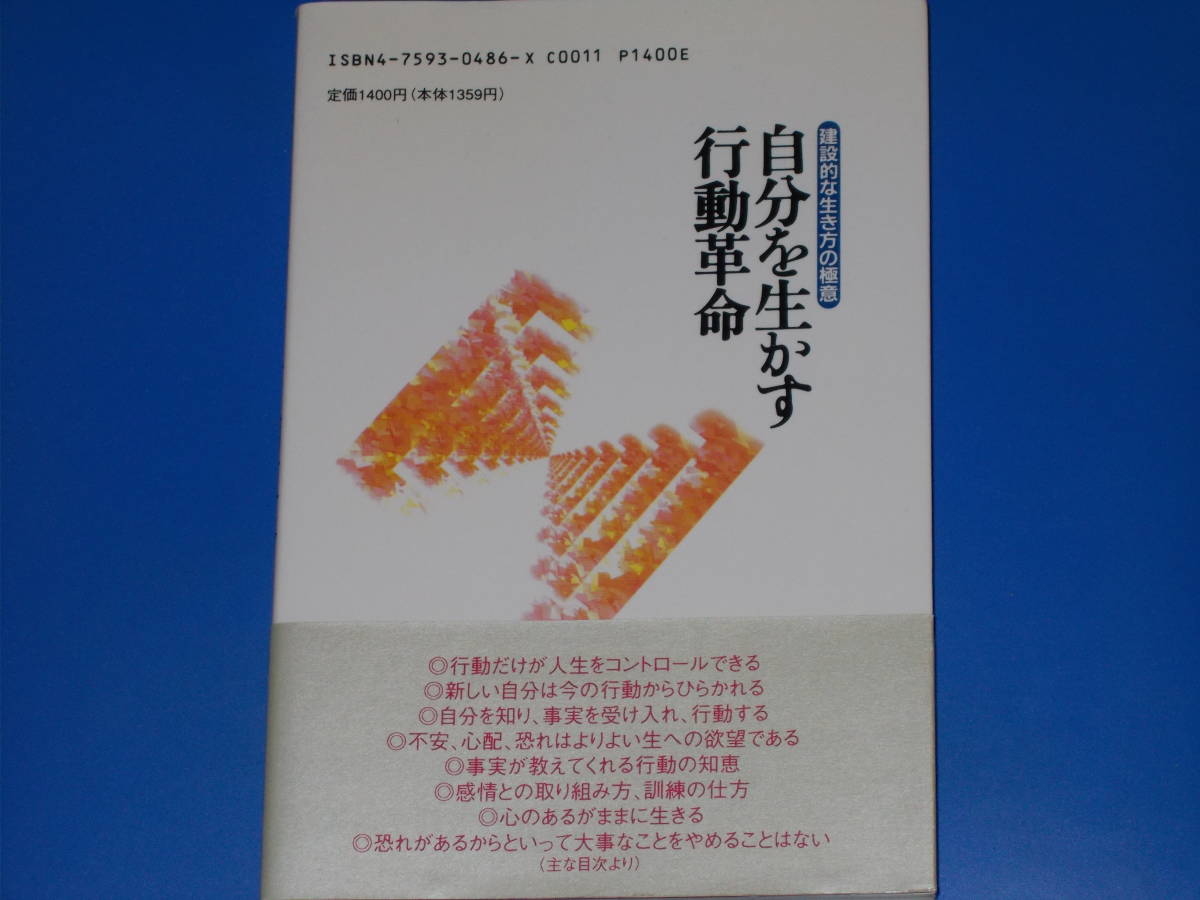 ISBN4-7593-0486-X C0011 P1400E
定価1400円(本体1359円)
建設的な生き方の極意
自分を生かす
行動革命
◎行動だけが人生をコントロールできる
◎新しい自分は今の行動からひらかれる
◎自分を知り、事実を受け入れ、行動する
◎不安、心配、恐れはよりよい生への欲望である
◎事実が教えてくれる行動の知恵
◎感情との取り組み方、訓練の仕方
◎心のあるがままに生きる
◎恐れがあるからといって大事なことをやめることはない
(主な目次より)